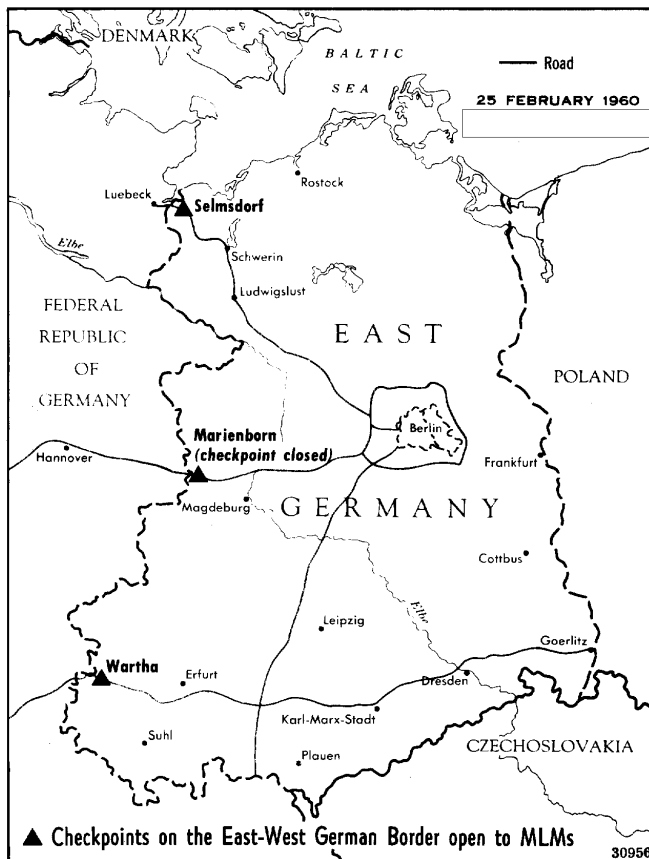 DENMARK
BALTIC
SEA
Road
25 FEBRUARY 1960
Rostock
Luebeck
Selmsdorf
Elbe
Schwerin
Ludwigslust
FEDERAL
REPUBLIC
OF
GERMANY
EAST
POLAND
Berlin
Marienborn
(checkpoint closed)
Hannover
Frankfurt
Magdeburg
GERMANY
Cottbus
Elbe
Leipzig
Goerlitz
Wartha
Erfurt
Dresden
Karl-Marx-Stadt
Suhl
CZECHOSLOVAKIA
Plauen
▲ Checkpoints on the East-West German Border open to MLMs
30956